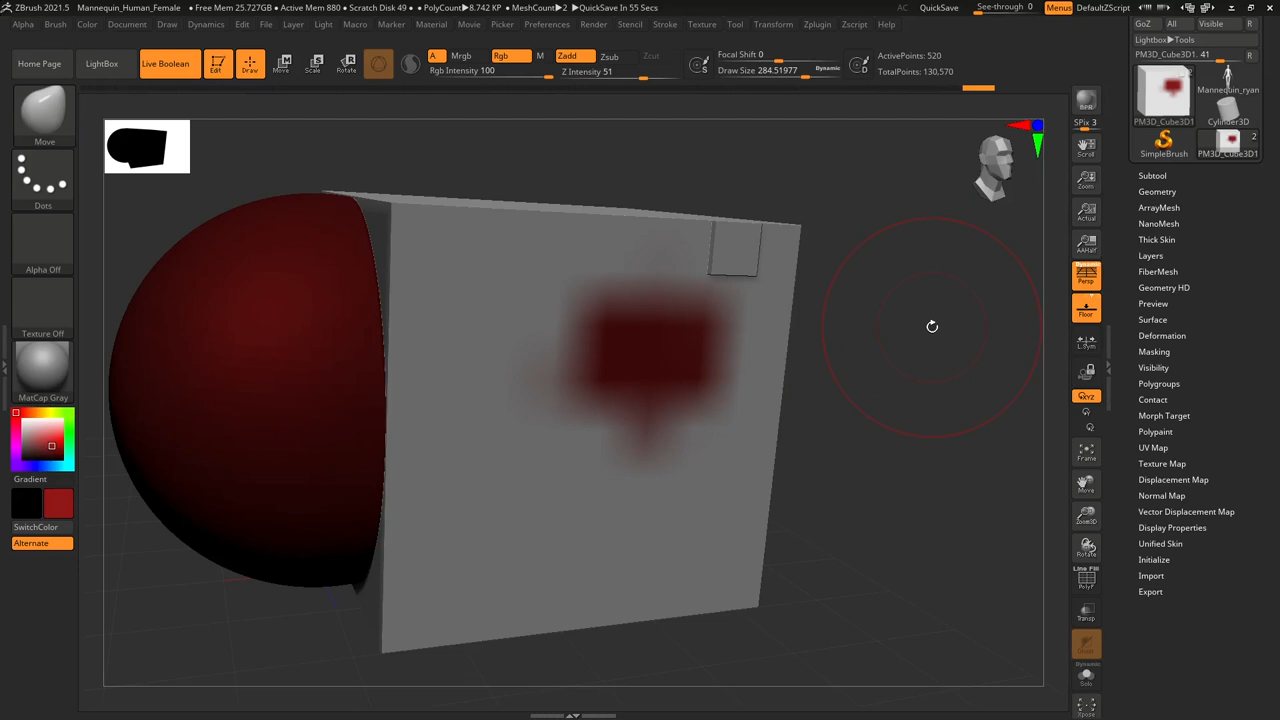 ZBrush 2021.5 Mannequin_Human_Female • Free Mem 25.727GB • Active Mem 880 • Scratch Disk 49 • PolyCount▶8.742 KP • MeshCount▶2 ▶QuickSave In 55 Secs AC QuickSave See-through 0 Menus DefaultZScript
Alpha Brush Color Document Draw Dynamics Edit File Layer Light Macro Marker Material Movie Picker Preferences Render Stencil Stroke Texture Tool Transform Zplugin Zscript Help
GoZ All Visible R
Lightbox▶Tools
PM3D_Cube3D1. 41 R
Home Page LightBox Live Boolean Edit Draw Move Scale Rotate
A Mrgb Rgb M Zadd Zsub Zcut
Rgb Intensity 100 Z Intensity 51
Focal Shift 0
Draw Size 284.51977 Dynamic
ActivePoints: 520
TotalPoints: 130,570
S
D
2
Mannequin_ryan
PM3D_Cube3D1 Cylinder3D
2
SimpleBrush PM3D_Cube3D1
Move
Dots
Alpha Off
Texture Off
MatCap Gray
Gradient
SwitchColor
Alternate
BPR
SPix 3
Scroll
Zoom
Actual
AAHalf
Dynamic
Persp
Floor
L.Sym
XYZ
Frame
Move
Zoom3D
Rotate
Line Fill
PolyF
Transp
Ghost
Dynamic
Solo
Xpose
Subtool
Geometry
ArrayMesh
NanoMesh
Thick Skin
Layers
FiberMesh
Geometry HD
Preview
Surface
Deformation
Masking
Visibility
Polygroups
Contact
Morph Target
Polypaint
UV Map
Texture Map
Displacement Map
Normal Map
Vector Displacement Map
Display Properties
Unified Skin
Initialize
Import
Export